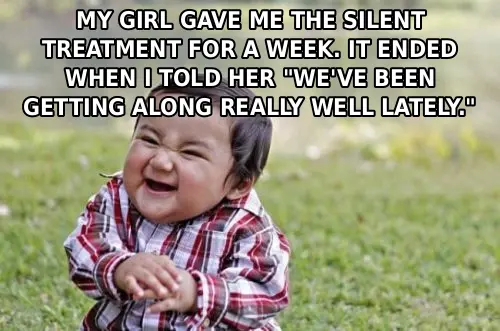 MY GIRL GAVE ME THE SILENT
TREATMENT FOR A WEEK. IT ENDED
WHEN I TOLD HER "WE'VE BEEN
GETTING ALONG REALLY WELL LATELY."